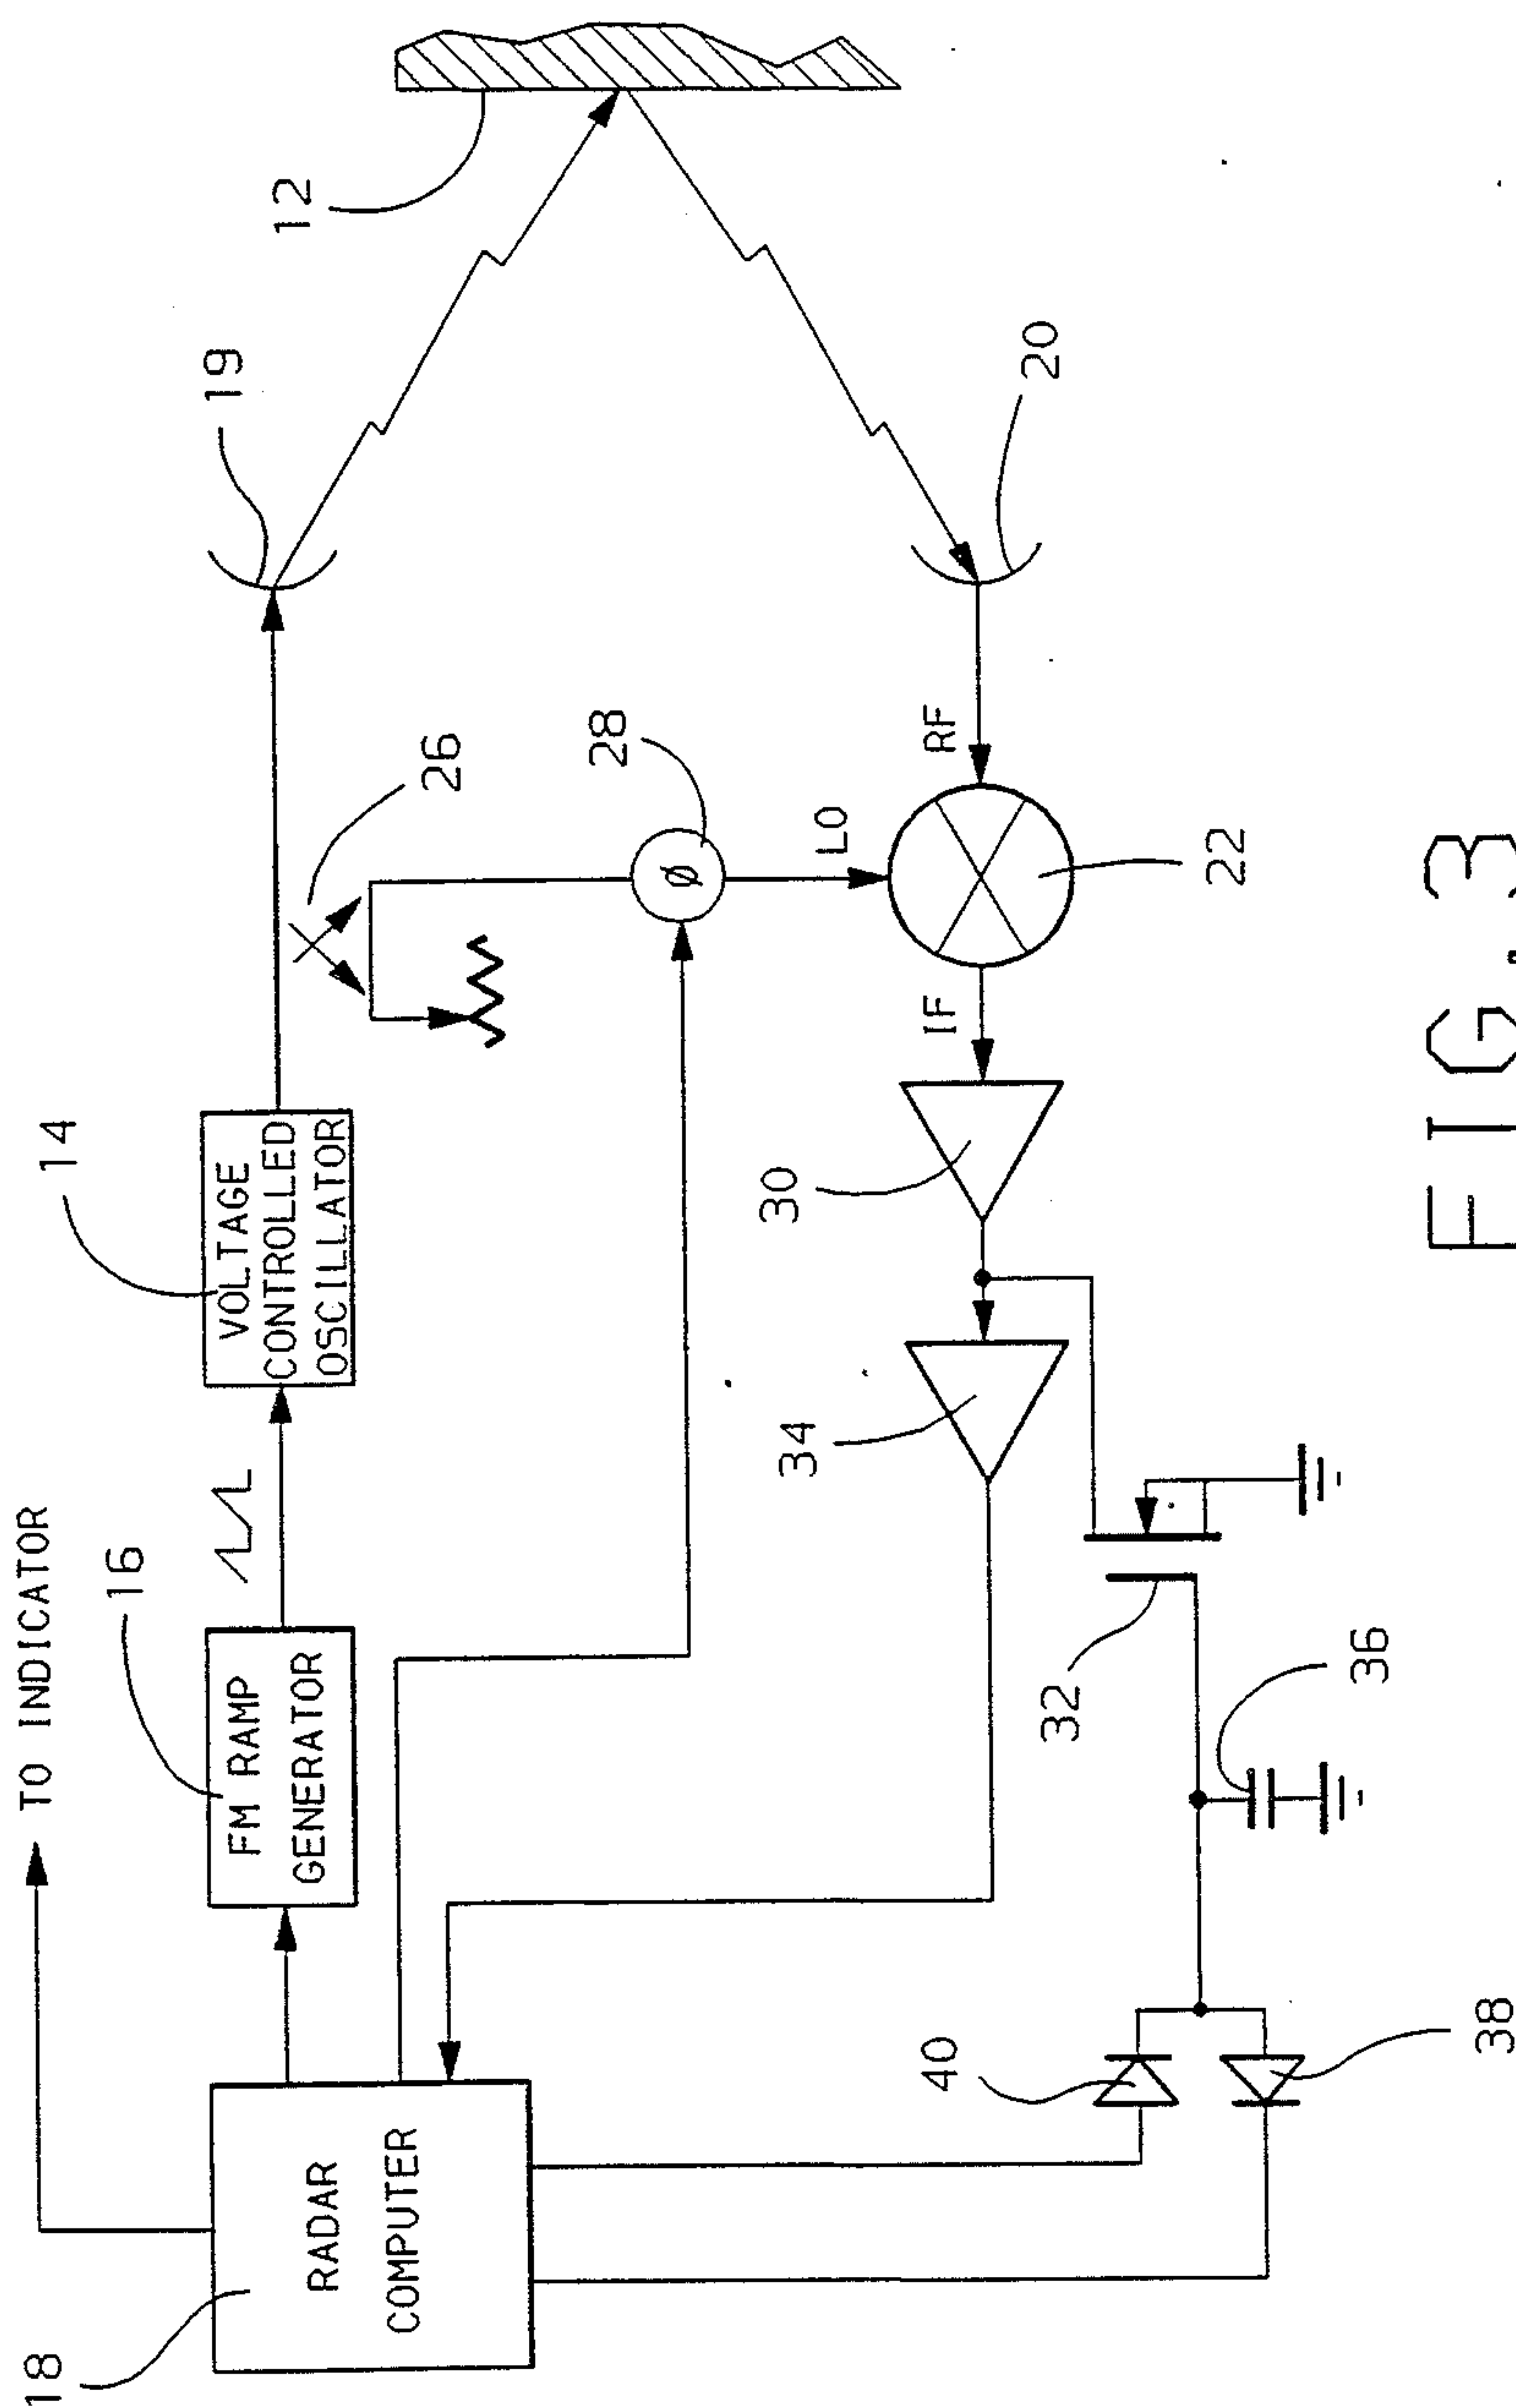 TO INDICATOR
18
RADAR
COMPUTER
16
FM RAMP
GENERATOR
14
VOLTAGE
CONTROLLED
OSCILLATOR
19
12
26
28
Ø
LO
RF
IF
20
22
30
34
32
36
40
38
FIG. 3